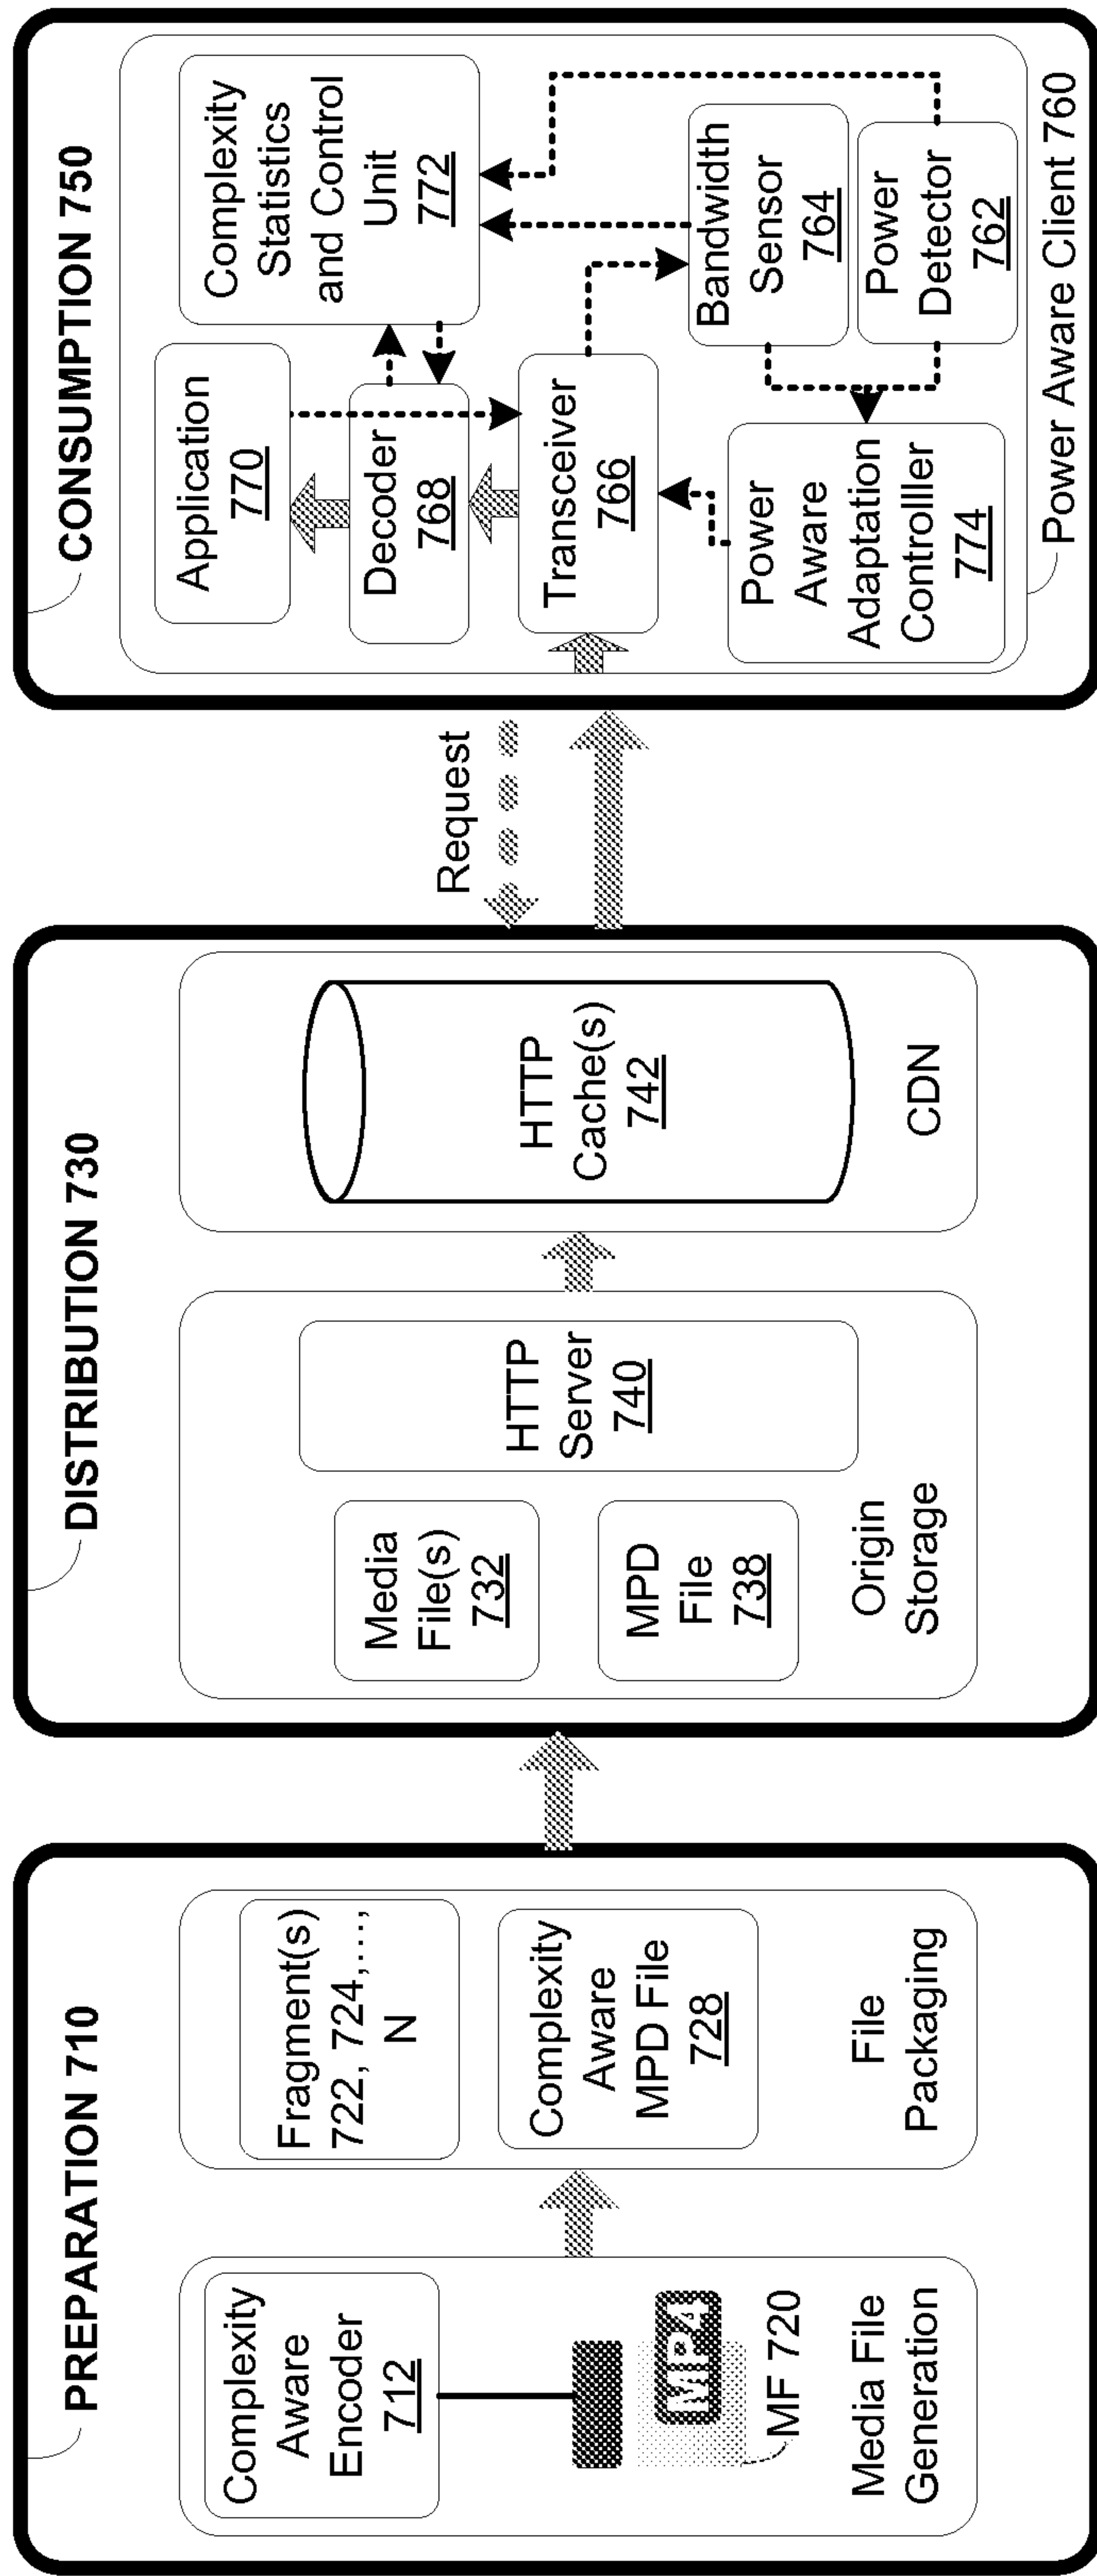 PREPARATION 710
Complexity
Aware
Encoder
712
MP4
MF 720
Media File
Generation
Fragment(s)
722, 724,...,
N
Complexity
Aware
MPD File
728
File
Packaging
DISTRIBUTION 730
Media
File(s)
732
MPD
File
738
HTTP
Server
740
Origin
Storage
HTTP
Cache(s)
742
CDN
Request
CONSUMPTION 750
Application
770
Complexity
Statistics
and Control
Unit
772
Decoder
768
Transceiver
766
Bandwidth
Sensor
764
Power
Aware
Adaptation
Controlller
774
Power
Detector
762
Power Aware Client 760